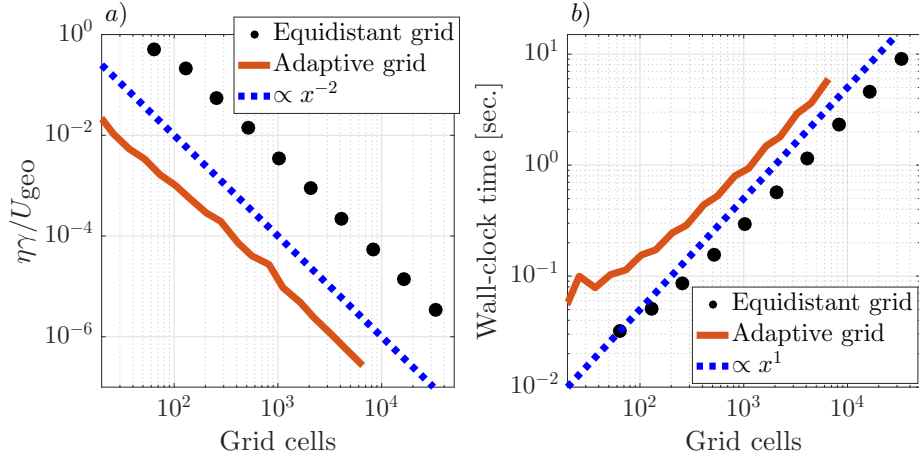 a)
ηγ/U_geo
10^0
10^-2
10^-4
10^-6
10^2
10^3
10^4
Grid cells
Equidistant grid
Adaptive grid
∝ x^-2
b)
Wall-clock time [sec.]
10^1
10^0
10^-1
10^-2
10^2
10^3
10^4
Grid cells
Equidistant grid
Adaptive grid
∝ x^1